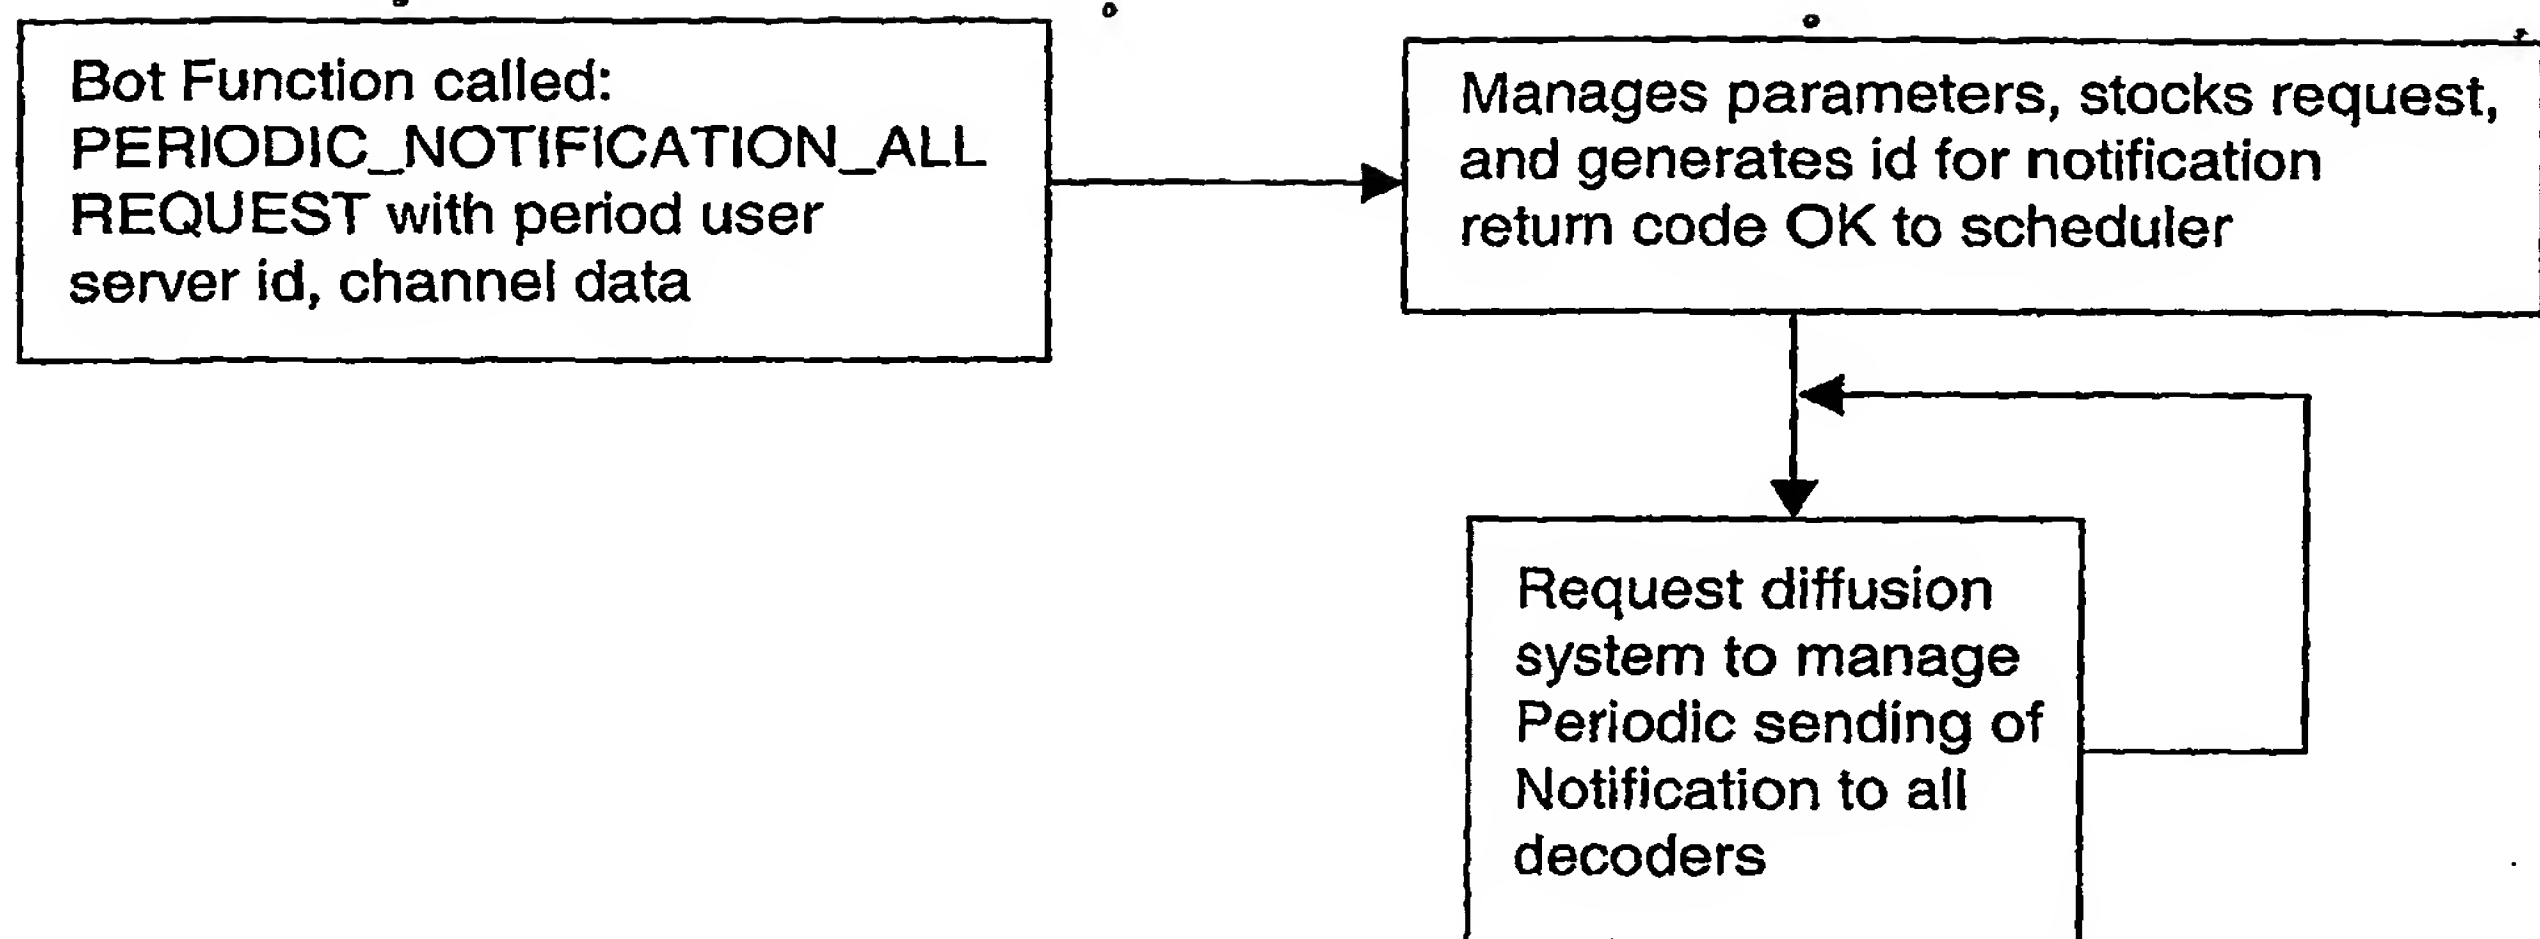 Bot Function called:
PERIODIC_NOTIFICATION_ALL
REQUEST with period user
server id, channel data
Manages parameters, stocks request,
and generates id for notification
return code OK to scheduler
Request diffusion
system to manage
Periodic sending of
Notification to all
decoders